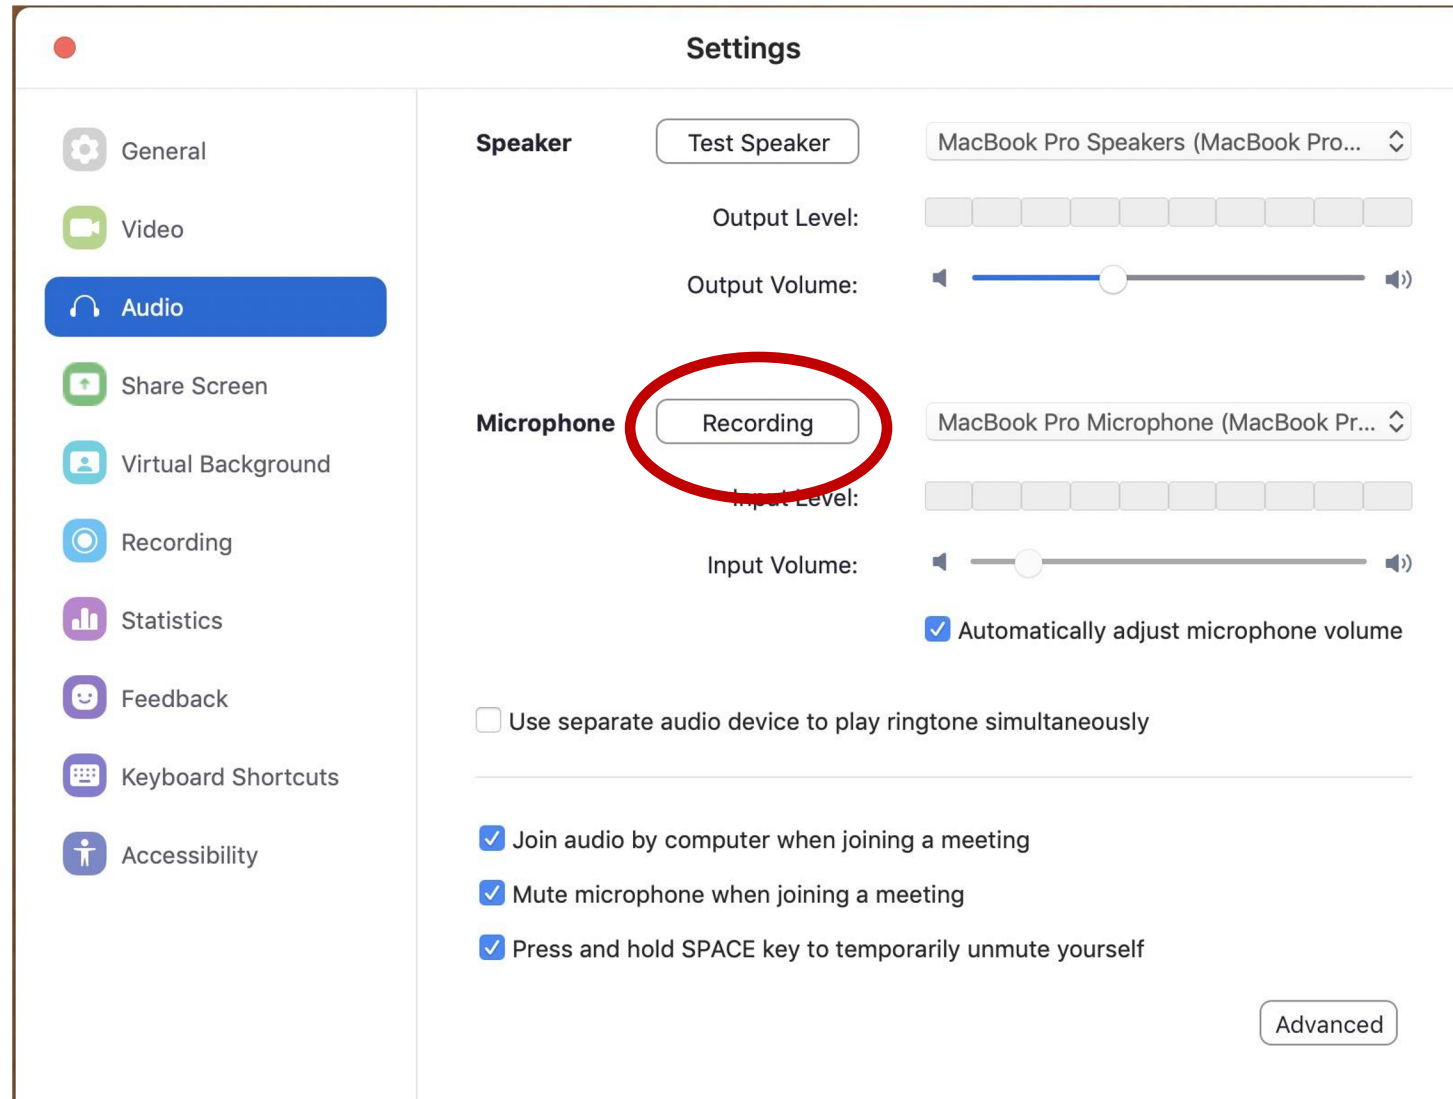 Settings
General
Video
Audio
Share Screen
Virtual Background
Recording
Statistics
Feedback
Keyboard Shortcuts
Accessibility
Speaker Test Speaker MacBook Pro Speakers (MacBook Pro...
Output Level:
Output Volume:
Microphone Recording MacBook Pro Microphone (MacBook Pr...
Input Level:
Input Volume:
Automatically adjust microphone volume
Use separate audio device to play ringtone simultaneously
Join audio by computer when joining a meeting
Mute microphone when joining a meeting
Press and hold SPACE key to temporarily unmute yourself
Advanced